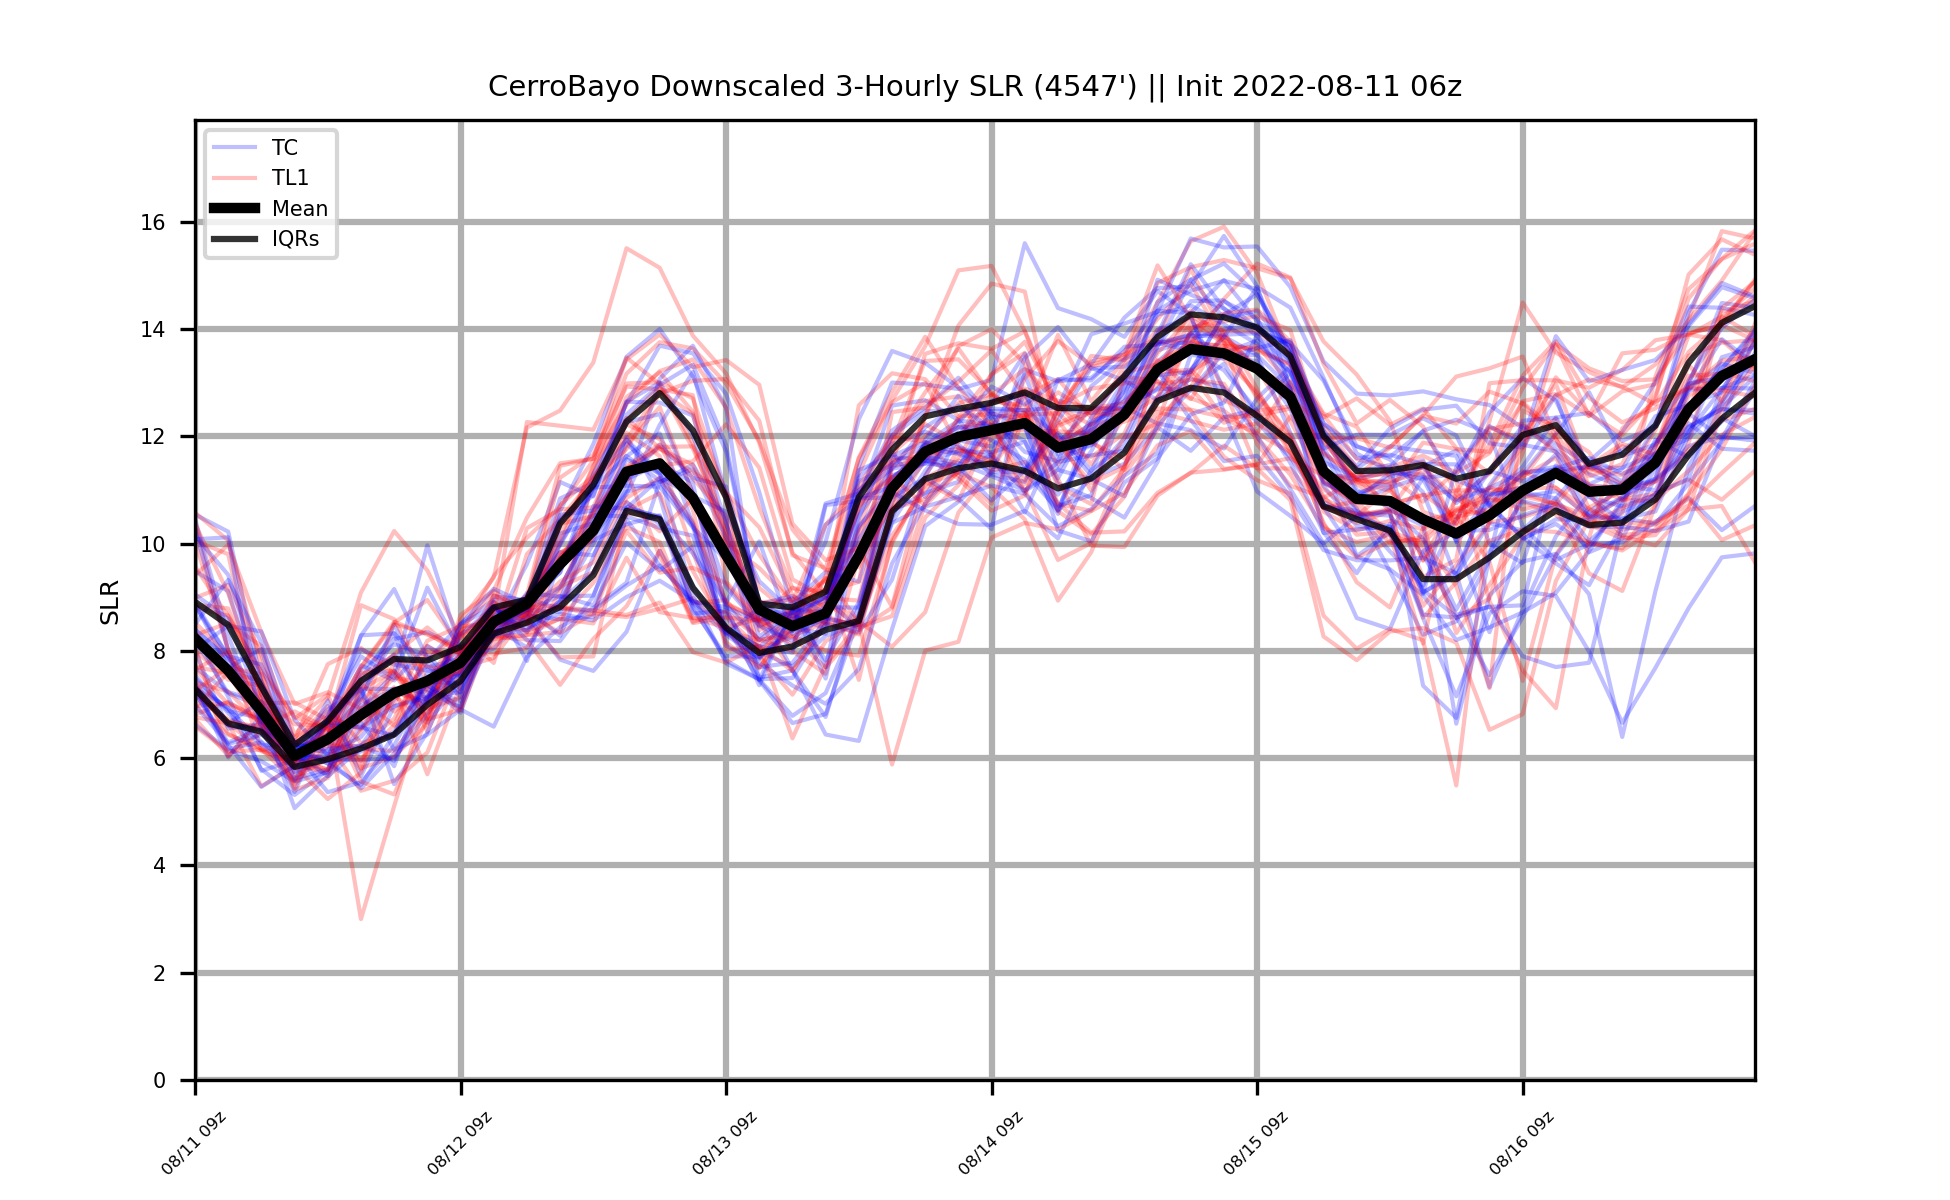 CerroBayo Downscaled 3-Hourly SLR (4547') || Init 2022-08-11 06z
TC
TL1
Mean
IQRs
SLR
16
14
12
10
8
6
4
2
0
08/11 09z
08/12 09z
08/13 09z
08/14 09z
08/15 09z
08/16 09z